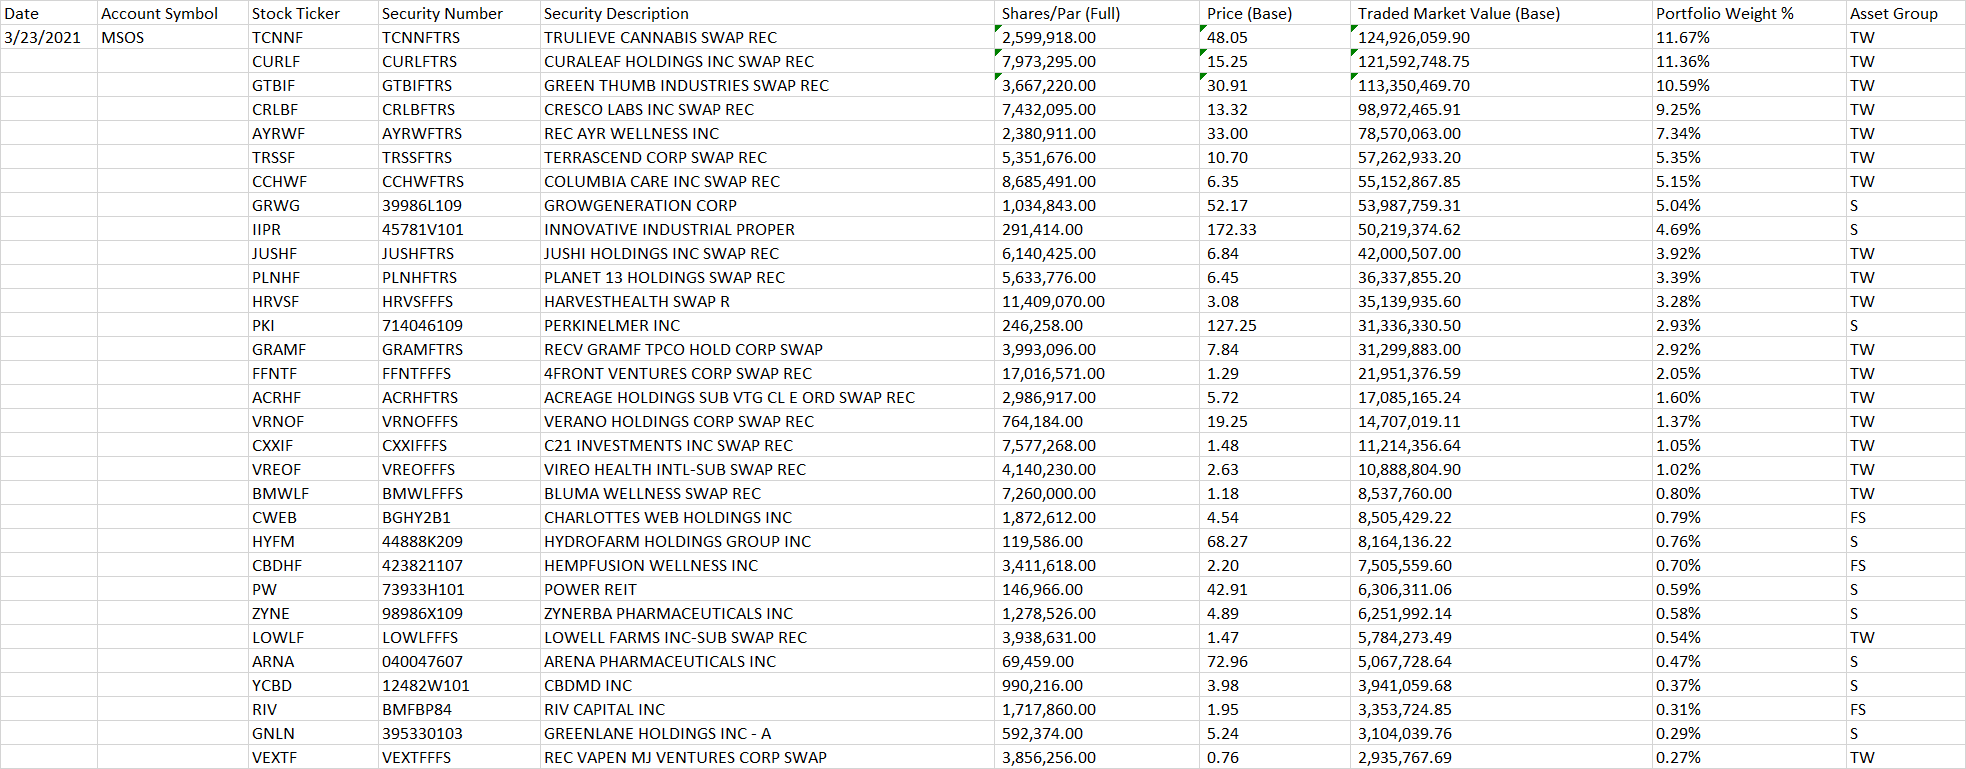 Date Account Symbol Stock Ticker Security Number Security Description Shares/Par (Full) Price (Base) Traded Market Value (Base) Portfolio Weight % Asset Group
3/23/2021 MSOS TCNNF TCNNFTRS TRULIEVE CANNABIS SWAP REC 2,599,918.00 48.05 124,926,059.90 11.67% TW
CURLF CURLFTRS CURALEAF HOLDINGS INC SWAP REC 7,973,295.00 15.25 121,592,748.75 11.36% TW
GTBIF GTBIFTRS GREEN THUMB INDUSTRIES SWAP REC 3,667,220.00 30.91 113,350,469.70 10.59% TW
CRLBF CRLBFTRS CRESCO LABS INC SWAP REC 7,432,095.00 13.32 98,972,465.91 9.25% TW
AYRWF AYRWFTRS REC AYR WELLNESS INC 2,380,911.00 33.00 78,570,063.00 7.34% TW
TRSSF TRSSFTRS TERRASCEND CORP SWAP REC 5,351,676.00 10.70 57,262,933.20 5.35% TW
CCHWF CCHWFTRS COLUMBIA CARE INC SWAP REC 8,685,491.00 6.35 55,152,867.85 5.15% TW
GRWG 39986L109 GROWGENERATION CORP 1,034,843.00 52.17 53,987,759.31 5.04% S
IIPR 45781V101 INNOVATIVE INDUSTRIAL PROPER 291,414.00 172.33 50,219,374.62 4.69% S
JUSHF JUSHFTRS JUSHI HOLDINGS INC SWAP REC 6,140,425.00 6.84 42,000,507.00 3.92% TW
PLNHF PLNHFTRS PLANET 13 HOLDINGS SWAP REC 5,633,776.00 6.45 36,337,855.20 3.39% TW
HRVSF HRVSFFFS HARVESTHEALTH SWAP R 11,409,070.00 3.08 35,139,935.60 3.28% TW
PKI 714046109 PERKINELMER INC 246,258.00 127.25 31,336,330.50 2.93% S
GRAMF GRAMFTRS RECV GRAMF TPCO HOLD CORP SWAP 3,993,096.00 7.84 31,299,883.00 2.92% TW
FFNTF FFNTFFFS 4FRONT VENTURES CORP SWAP REC 17,016,571.00 1.29 21,951,376.59 2.05% TW
ACRHF ACRHFTRS ACREAGE HOLDINGS SUB VTG CL E ORD SWAP REC 2,986,917.00 5.72 17,085,165.24 1.60% TW
VRNOF VRNOFFFS VERANO HOLDINGS CORP SWAP REC 764,184.00 19.25 14,707,019.11 1.37% TW
CXXIF CXXIFFFS C21 INVESTMENTS INC SWAP REC 7,577,268.00 1.48 11,214,356.64 1.05% TW
VREOF VREOFFFS VIREO HEALTH INTL-SUB SWAP REC 4,140,230.00 2.63 10,888,804.90 1.02% TW
BMWLF BMWLFFFS BLUMA WELLNESS SWAP REC 7,260,000.00 1.18 8,537,760.00 0.80% TW
CWEB BGHY2B1 CHARLOTTES WEB HOLDINGS INC 1,872,612.00 4.54 8,505,429.22 0.79% FS
HYFM 44888K209 HYDROFARM HOLDINGS GROUP INC 119,586.00 68.27 8,164,136.22 0.76% S
CBDHF 423821107 HEMPFUSION WELLNESS INC 3,411,618.00 2.20 7,505,559.60 0.70% FS
PW 73933H101 POWER REIT 146,966.00 42.91 6,306,311.06 0.59% S
ZYNE 98986X109 ZYNERBA PHARMACEUTICALS INC 1,278,526.00 4.89 6,251,992.14 0.58% S
LOWLF LOWLFFFS LOWELL FARMS INC-SUB SWAP REC 3,938,631.00 1.47 5,784,273.49 0.54% TW
ARNA 040047607 ARENA PHARMACEUTICALS INC 69,459.00 72.96 5,067,728.64 0.47% S
YCBD 12482W101 CBDMD INC 990,216.00 3.98 3,941,059.68 0.37% S
RIV BMFBP84 RIV CAPITAL INC 1,717,860.00 1.95 3,353,724.85 0.31% FS
GNLN 395330103 GREENLANE HOLDINGS INC - A 592,374.00 5.24 3,104,039.76 0.29% S
VEXTF VEXTFFFS REC VAPEN MJ VENTURES CORP SWAP 3,856,256.00 0.76 2,935,767.69 0.27% TW